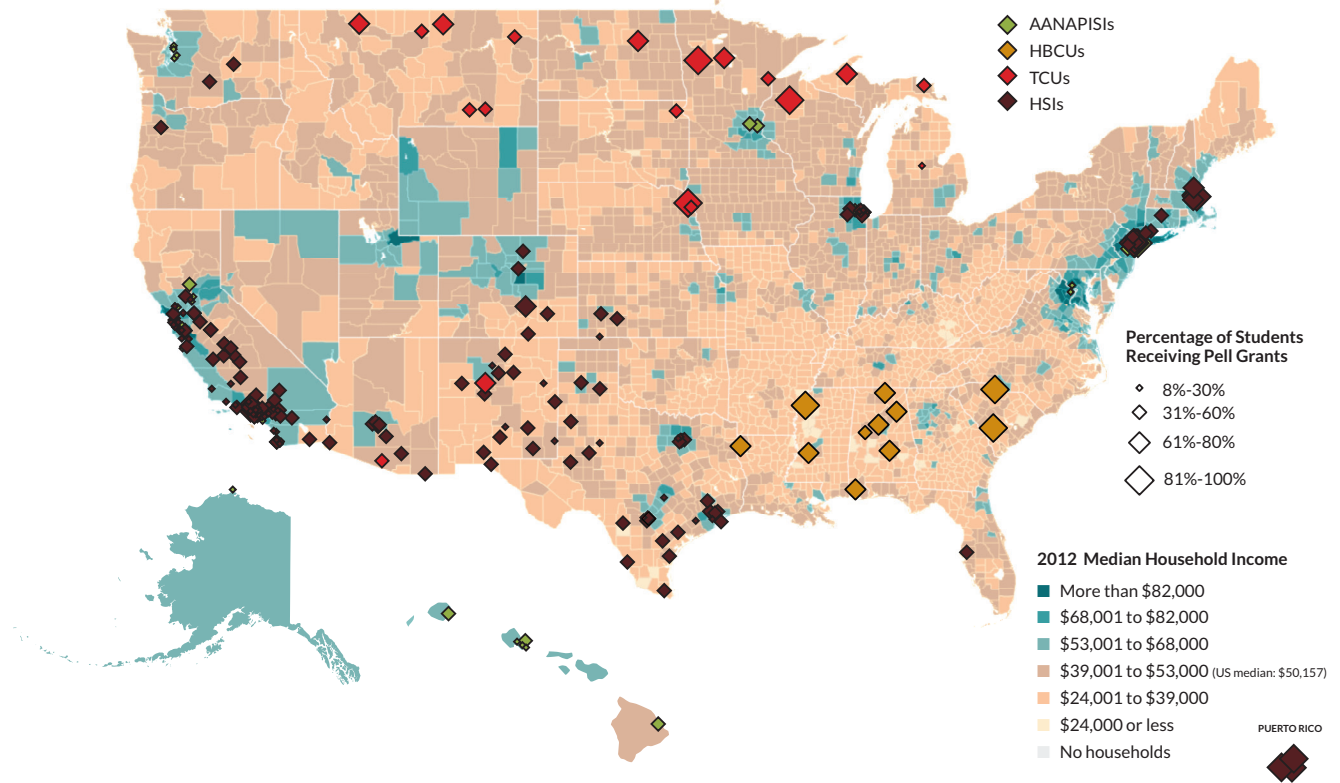 AANAPISIs
HBCUs
TCUs
HSIs
Percentage of Students
Receiving Pell Grants
8%-30%
31%-60%
61%-80%
81%-100%
2012 Median Household Income
More than $82,000
$68,001 to $82,000
$53,001 to $68,000
$39,001 to $53,000 (US median: $50,157)
$24,001 to $39,000
$24,000 or less
No households
PUERTO RICO